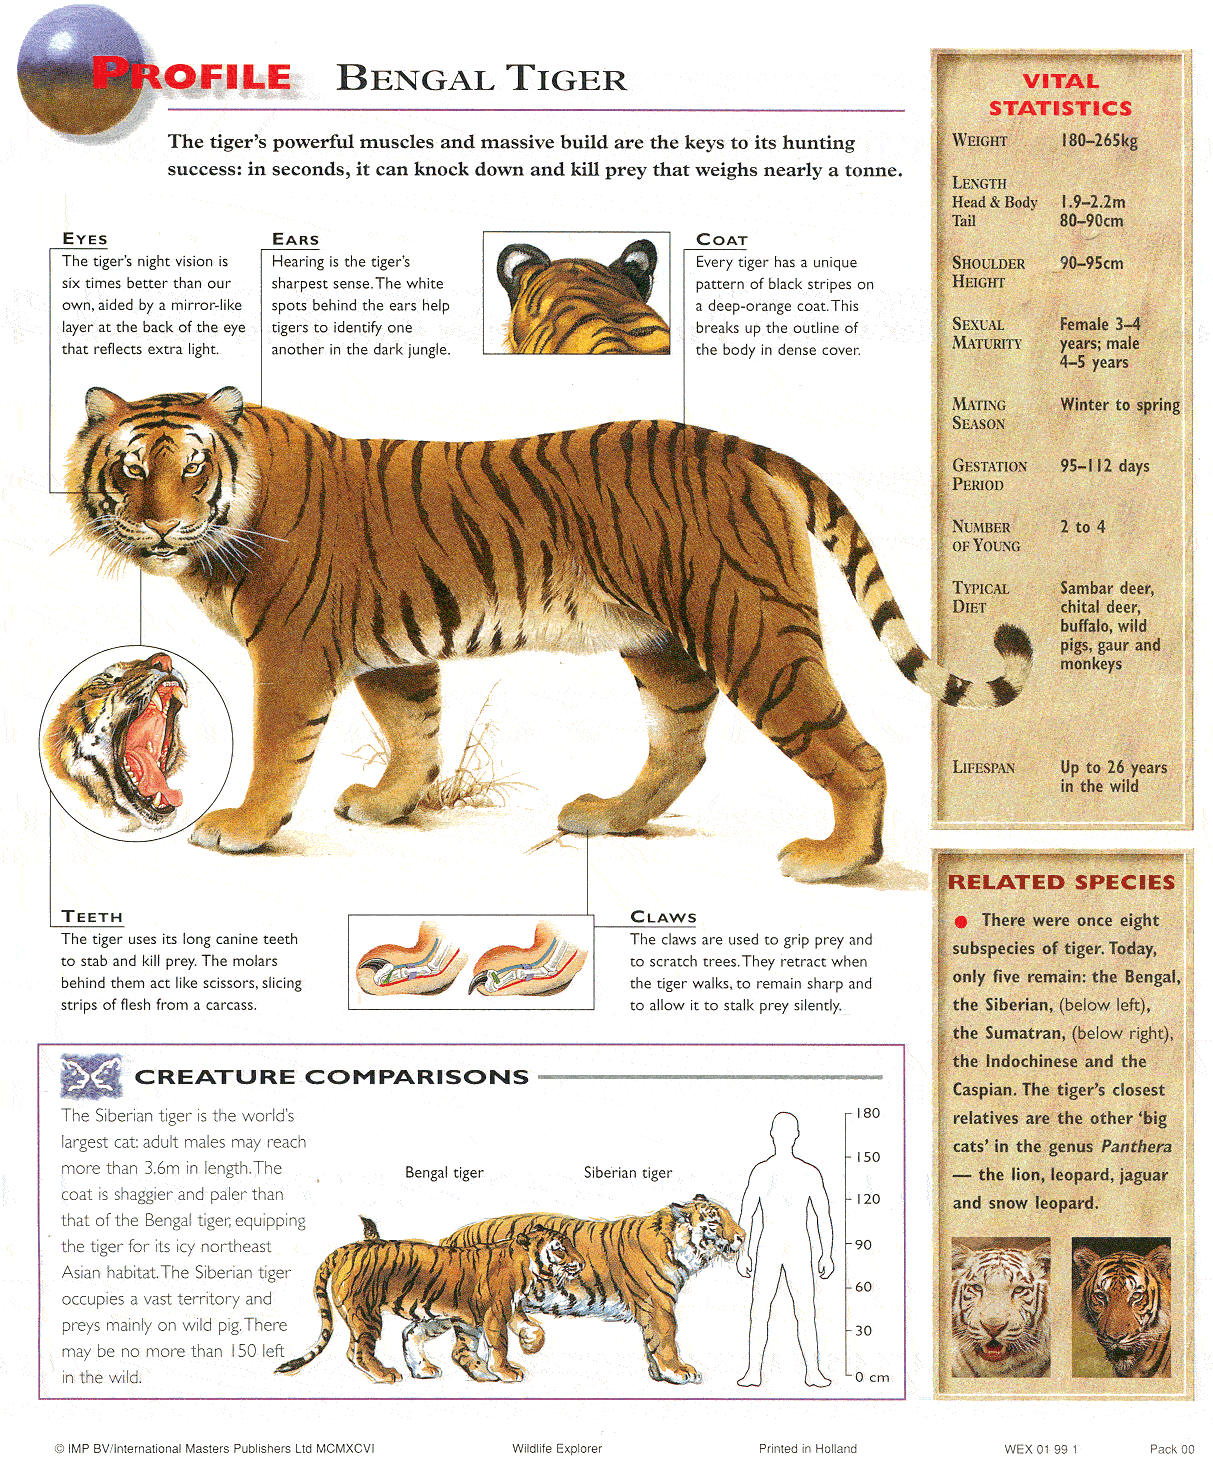 PROFILE BENGAL TIGER
The tiger's powerful muscles and massive build are the keys to its hunting
success: in seconds, it can knock down and kill prey that weighs nearly a tonne.
EYES
The tiger's night vision is
six times better than our
own, aided by a mirror-like
layer at the back of the eye
that reflects extra light.
EARS
Hearing is the tiger's
sharpest sense. The white
spots behind the ears help
tigers to identify one
another in the dark jungle.
COAT
Every tiger has a unique
pattern of black stripes on
a deep-orange coat. This
breaks up the outline of
the body in dense cover.
TEETH
The tiger uses its long canine teeth
to stab and kill prey. The molars
behind them act like scissors, slicing
strips of flesh from a carcass.
CLAWS
The claws are used to grip prey and
to scratch trees. They retract when
the tiger walks, to remain sharp and
to allow it to stalk prey silently.
CREATURE COMPARISONS
The Siberian tiger is the world's
largest cat: adult males may reach
more than 3.6m in length. The
coat is shaggier and paler than
that of the Bengal tiger, equipping
the tiger for its icy northeast
Asian habitat. The Siberian tiger
occupies a vast territory and
preys mainly on wild pig. There
may be no more than 150 left
in the wild.
Bengal tiger
Siberian tiger
180
150
120
90
60
30
0 cm
VITAL
STATISTICS
WEIGHT 180–265kg
LENGTH
Head & Body 1.9–2.2m
Tail 80–90cm
SHOULDER 90–95cm
HEIGHT
SEXUAL Female 3–4
MATURITY years; male
4–5 years
MATING Winter to spring
SEASON
GESTATION 95–112 days
PERIOD
NUMBER 2 to 4
OF YOUNG
TYPICAL Sambar deer,
DIET chital deer,
buffalo, wild
pigs, gaur and
monkeys
LIFESPAN Up to 26 years
in the wild
RELATED SPECIES
● There were once eight
subspecies of tiger. Today,
only five remain: the Bengal,
the Siberian, (below left),
the Sumatran, (below right),
the Indochinese and the
Caspian. The tiger's closest
relatives are the other 'big
cats' in the genus Panthera
— the lion, leopard, jaguar
and snow leopard.
© IMP BV/International Masters Publishers Ltd MCMXCVI
Wildlife Explorer
Printed in Holland
WEX 01 99 1
Pack 00